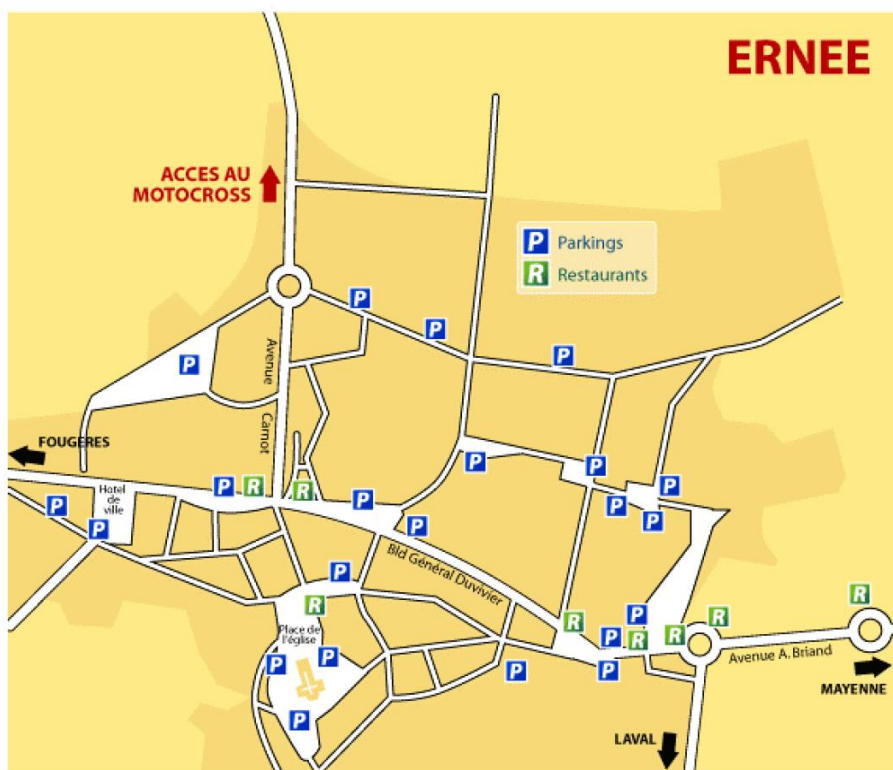 ERNEE
ACCES AU
MOTOCROSS
P Parkings
R Restaurants
P
P
P
P
Avenue
Carnot
FOUGERES
P
P
P
P
R
R
P
P
P
P
P
P
Hotel
de
ville
P
Bld Général Duvivier
P
R
Place de
l'église
R
P
P
R
R
R
R
P
P
P
P
P
Avenue A. Briand
MAYENNE
LAVAL